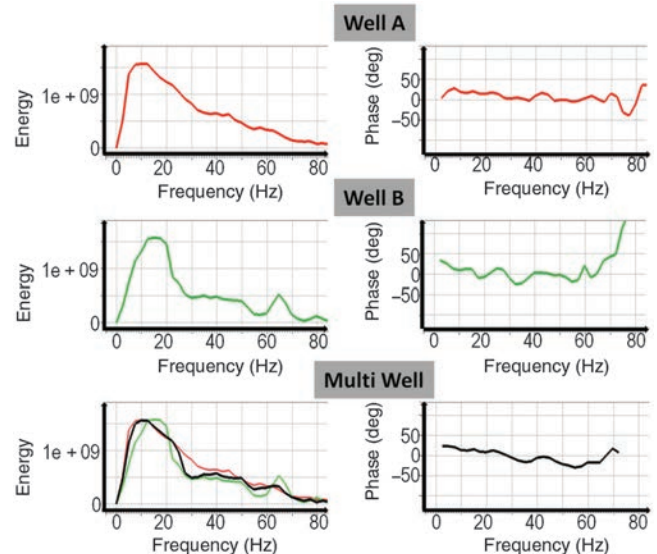 Well A
Energy
1e + 09
0
0 20 40 60 80
Frequency (Hz)
Phase (deg)
50
−50
0 20 40 60 80
Frequency (Hz)
Well B
Energy
1e + 09
0
0 20 40 60 80
Frequency (Hz)
Phase (deg)
50
−50
0 20 40 60 80
Frequency (Hz)
Multi Well
Energy
1e + 09
0
0 20 40 60 80
Frequency (Hz)
Phase (deg)
50
−50
0 20 40 60 80
Frequency (Hz)